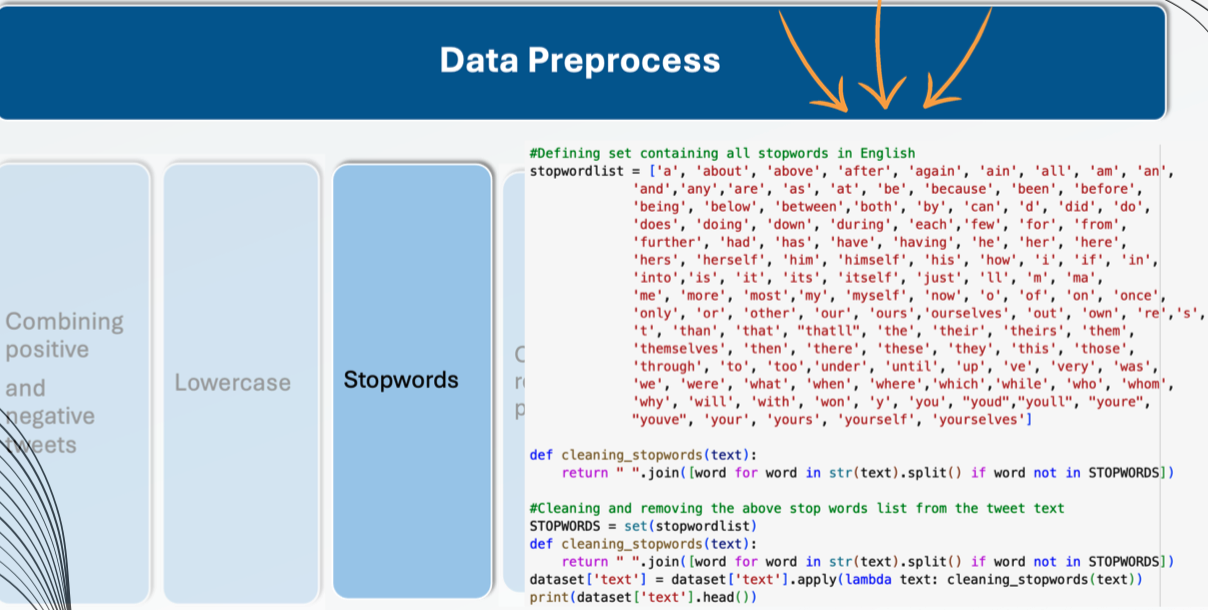 Data Preprocess
Combining
positive
and
negative
tweets
Lowercase
Stopwords
#Defining set containing all stopwords in English
stopwordlist = ['a', 'about', 'above', 'after', 'again', 'ain', 'all', 'am', 'an',
'and','any','are', 'as', 'at', 'be', 'because', 'been', 'before',
'being', 'below', 'between','both', 'by', 'can', 'd', 'did', 'do',
'does', 'doing', 'down', 'during', 'each','few', 'for', 'from',
'further', 'had', 'has', 'have', 'having', 'he', 'her', 'here',
'hers', 'herself', 'him', 'himself', 'his', 'how', 'i', 'if', 'in',
'into','is', 'it', 'its', 'itself', 'just', 'll', 'm', 'ma',
'me', 'more', 'most','my', 'myself', 'now', 'o', 'of', 'on', 'once',
'only', 'or', 'other', 'our', 'ours','ourselves', 'out', 'own', 're','s',
't', 'than', 'that', "thatll", 'the', 'their', 'theirs', 'them',
'themselves', 'then', 'there', 'these', 'they', 'this', 'those',
'through', 'to', 'too','under', 'until', 'up', 've', 'very', 'was',
'we', 'were', 'what', 'when', 'where','which','while', 'who', 'whom',
'why', 'will', 'with', 'won', 'y', 'you', "youd","youll", "youre",
"youve", 'your', 'yours', 'yourself', 'yourselves']
def cleaning_stopwords(text):
return " ".join([word for word in str(text).split() if word not in STOPWORDS])
#Cleaning and removing the above stop words list from the tweet text
STOPWORDS = set(stopwordlist)
def cleaning_stopwords(text):
return " ".join([word for word in str(text).split() if word not in STOPWORDS])
dataset['text'] = dataset['text'].apply(lambda text: cleaning_stopwords(text))
print(dataset['text'].head())